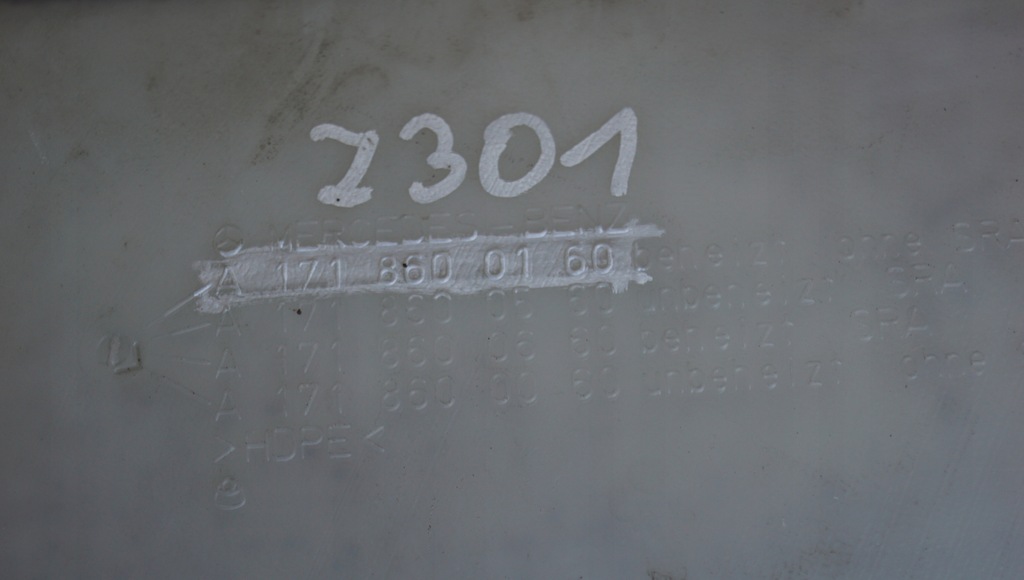 2301
MERCEDES-BENZ
A 171 860 01 60 beheizt ohne SRA
A 171 860 05 60 unbeheizt SRA
A 171 860 06 60 beheizt SRA
A 171 860 00 60 unbeheizt ohne
>HDPE<